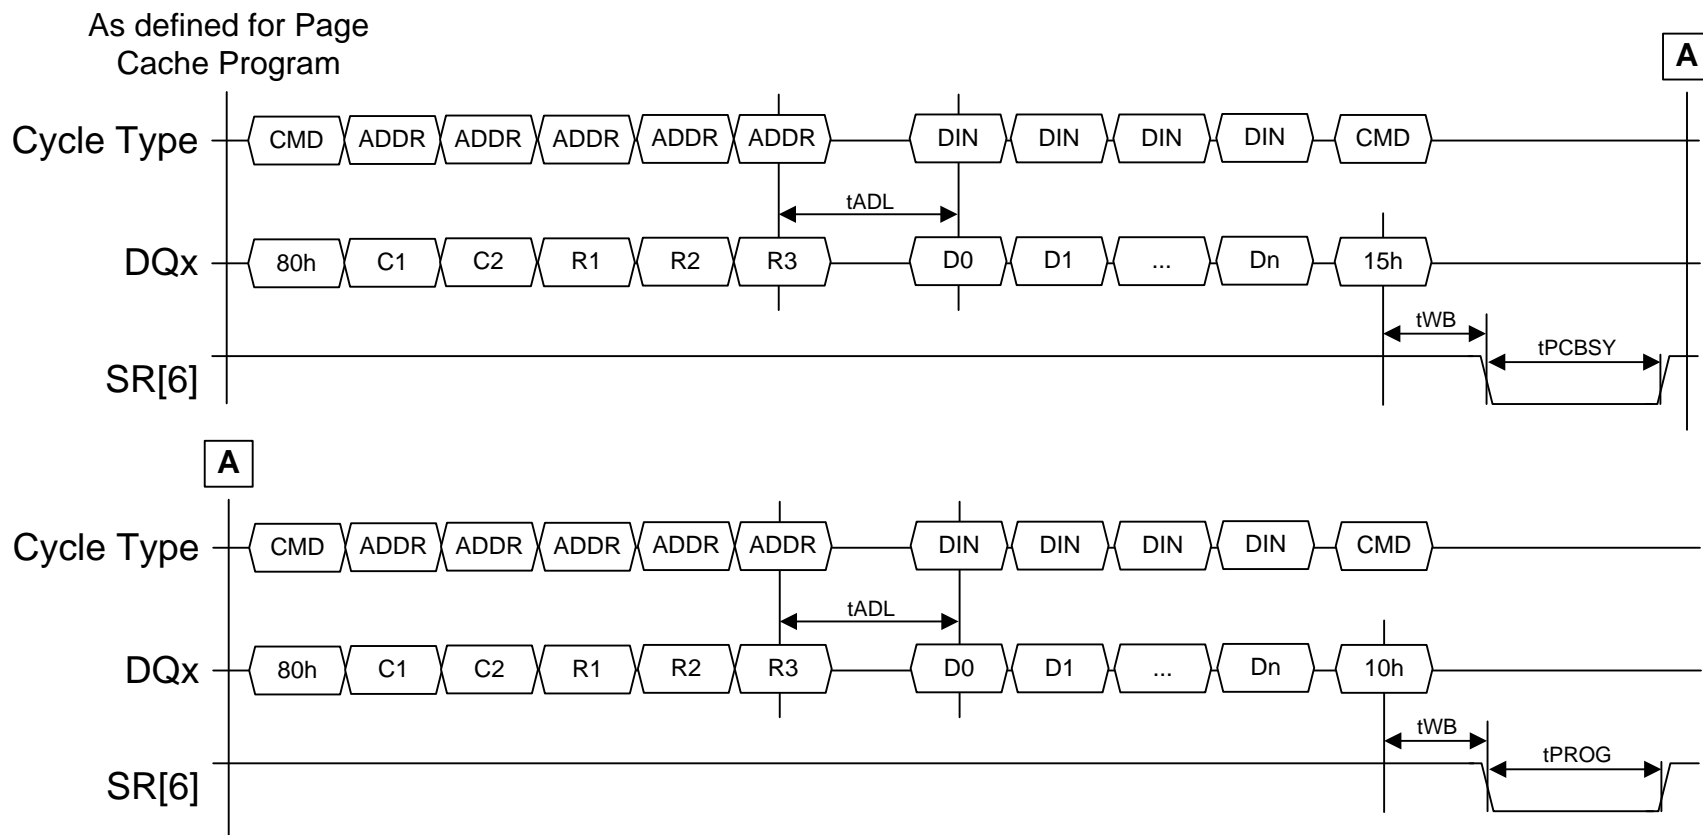 As defined for Page
Cache Program
A
Cycle Type CMD ADDR ADDR ADDR ADDR ADDR DIN DIN DIN DIN CMD
tADL
DQx 80h C1 C2 R1 R2 R3 D0 D1 ... Dn 15h
tWB
tPCBSY
SR[6]
A
Cycle Type CMD ADDR ADDR ADDR ADDR ADDR DIN DIN DIN DIN CMD
tADL
DQx 80h C1 C2 R1 R2 R3 D0 D1 ... Dn 10h
tWB
tPROG
SR[6]